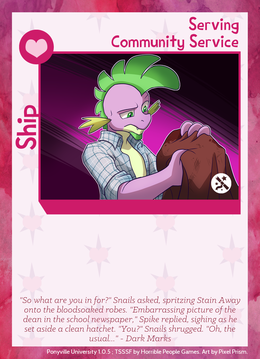 Serving
Community Service
Ship
"So what are you in for?" Snails asked, spritzing Stain Away
onto the bloodsoaked robes. "Embarrassing picture of the
dean in the school newspaper," Spike replied, sighing as he
set aside a clean hatchet. "You?" Snails shrugged. "Oh, the
usual..." - Dark Marks
Ponyville University 1.0.5; TSSSF by Horrible People Games. Art by Pixel Prism.